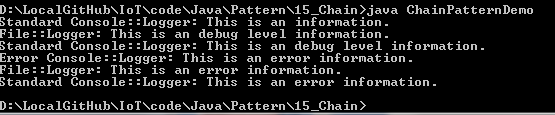 D:\LocalGitHub\IoT\code\Java\Pattern\15_Chain>java ChainPatternDemo
Standard Console::Logger: This is an information.
File::Logger: This is an debug level information.
Standard Console::Logger: This is an debug level information.
Error Console::Logger: This is an error information.
File::Logger: This is an error information.
Standard Console::Logger: This is an error information.
D:\LocalGitHub\IoT\code\Java\Pattern\15_Chain>